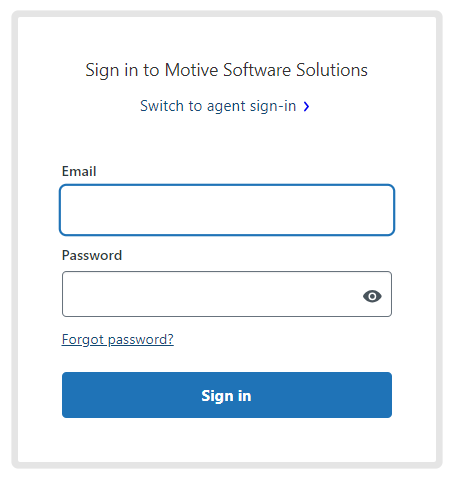 Sign in to Motive Software Solutions
Switch to agent sign-in
Email
Password
Forgot password?
Sign in